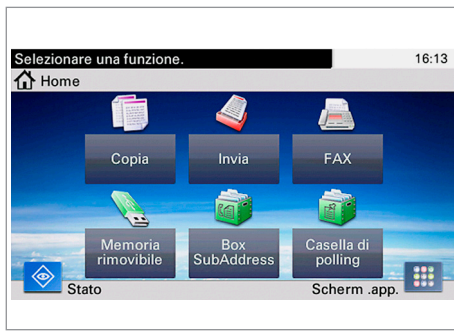 Selezionare una funzione.
16:13
Home
Copia
Invia
FAX
Memoria
rimovibile
Box
SubAddress
Casella di
polling
Stato
Scherm .app.